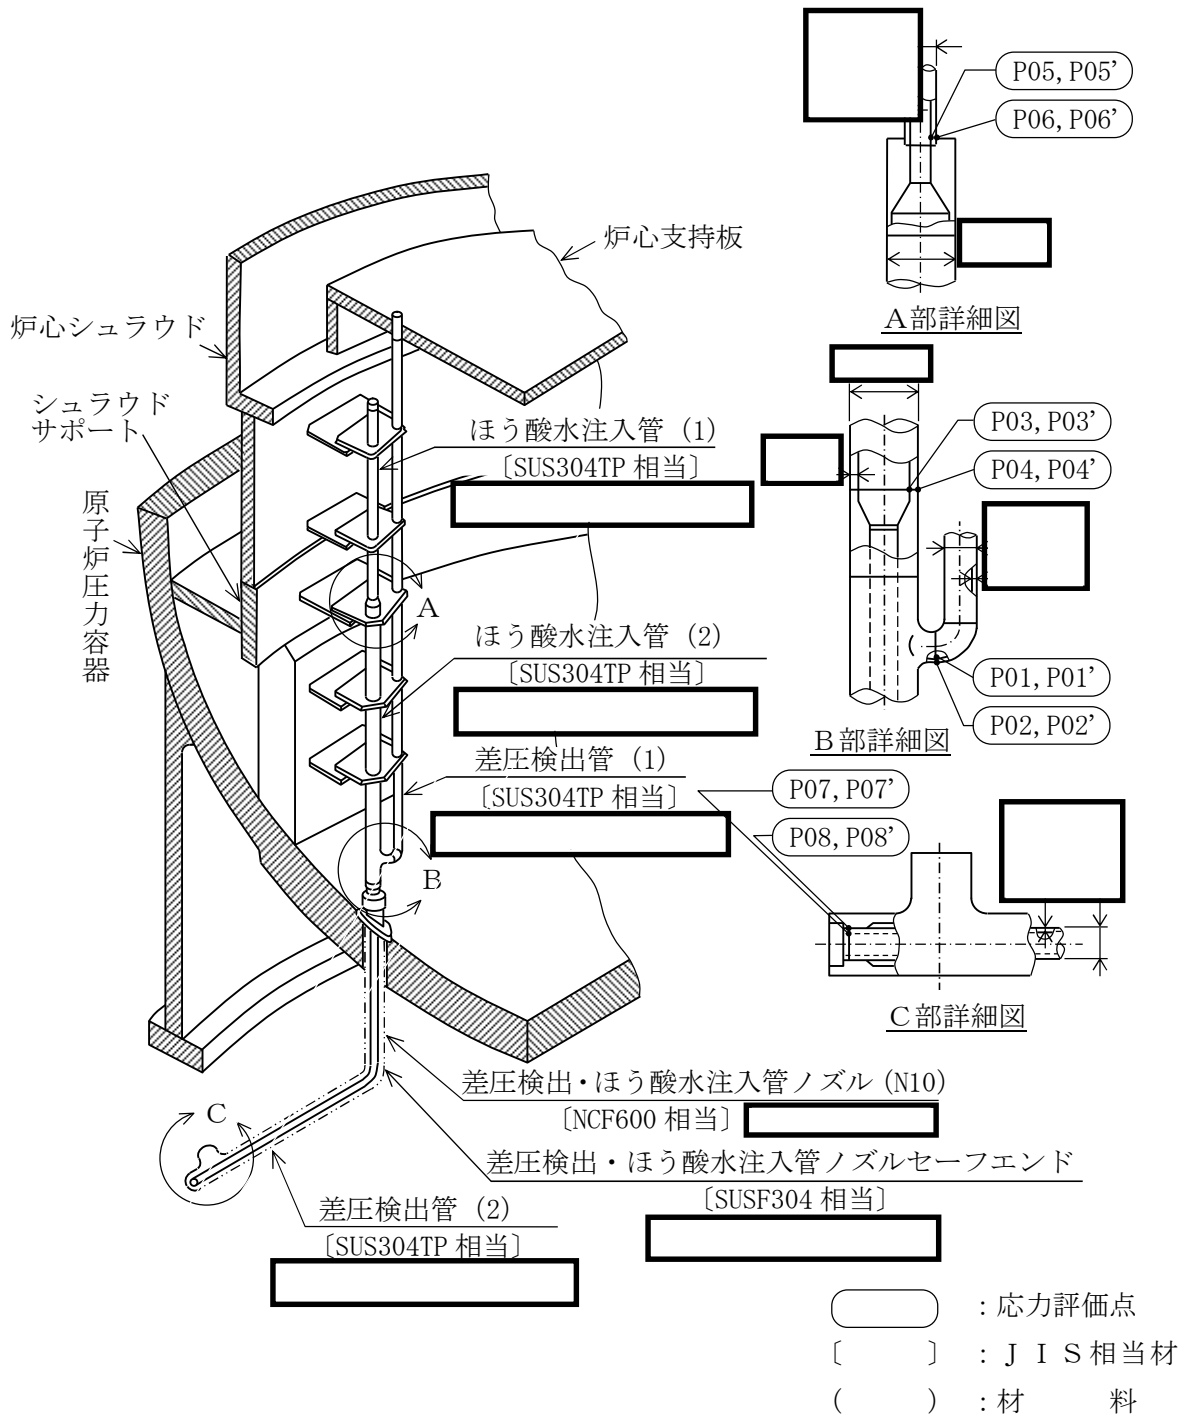 P05, P05’
P06, P06’
A部詳細図
炉心支持板
炉心シュラウド
シュラウド
サポート
原子炉圧力容器
ほう酸水注入管 (1)
〔SUS304TP 相当〕
A
ほう酸水注入管 (2)
〔SUS304TP 相当〕
差圧検出管 (1)
〔SUS304TP 相当〕
B
P03, P03’
P04, P04’
P01, P01’
P02, P02’
B部詳細図
P07, P07’
P08, P08’
C部詳細図
差圧検出・ほう酸水注入管ノズル (N10)
〔NCF600 相当〕
C
差圧検出・ほう酸水注入管ノズルセーフエンド
〔SUSF304 相当〕
差圧検出管 (2)
〔SUS304TP 相当〕
：応力評価点
〔　　〕：ＪＩＳ相当材
(　　)：材　　料